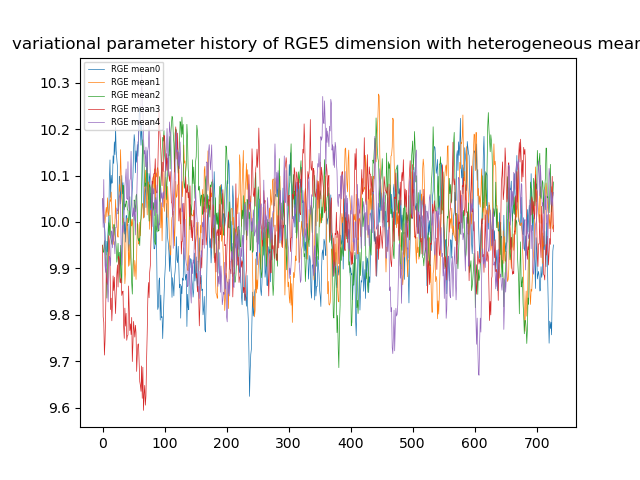 variational parameter history of RGE5 dimension with heterogeneous mear
RGE mean0
RGE mean1
RGE mean2
RGE mean3
RGE mean4
10.3
10.2
10.1
10.0
9.9
9.8
9.7
9.6
0 100 200 300 400 500 600 700